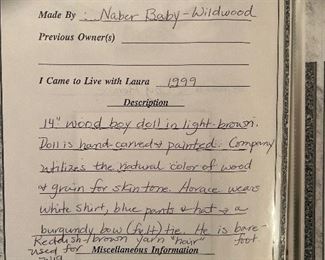 Made By : Naber Baby - Wildwood
Previous Owner(s)
I Came to Live with Laura 1999
Description
14" wood boy doll in light brown.
Doll is hand-carved & painted. Company
utilizes the natural color of wood
& grain for skin tone. Horace wears
white shirt, blue pants & hat & a
burgundy bow (felt) tie. He is bare-
foot
Reddish/brown yarn "hair"
used for
Miscellaneous Information